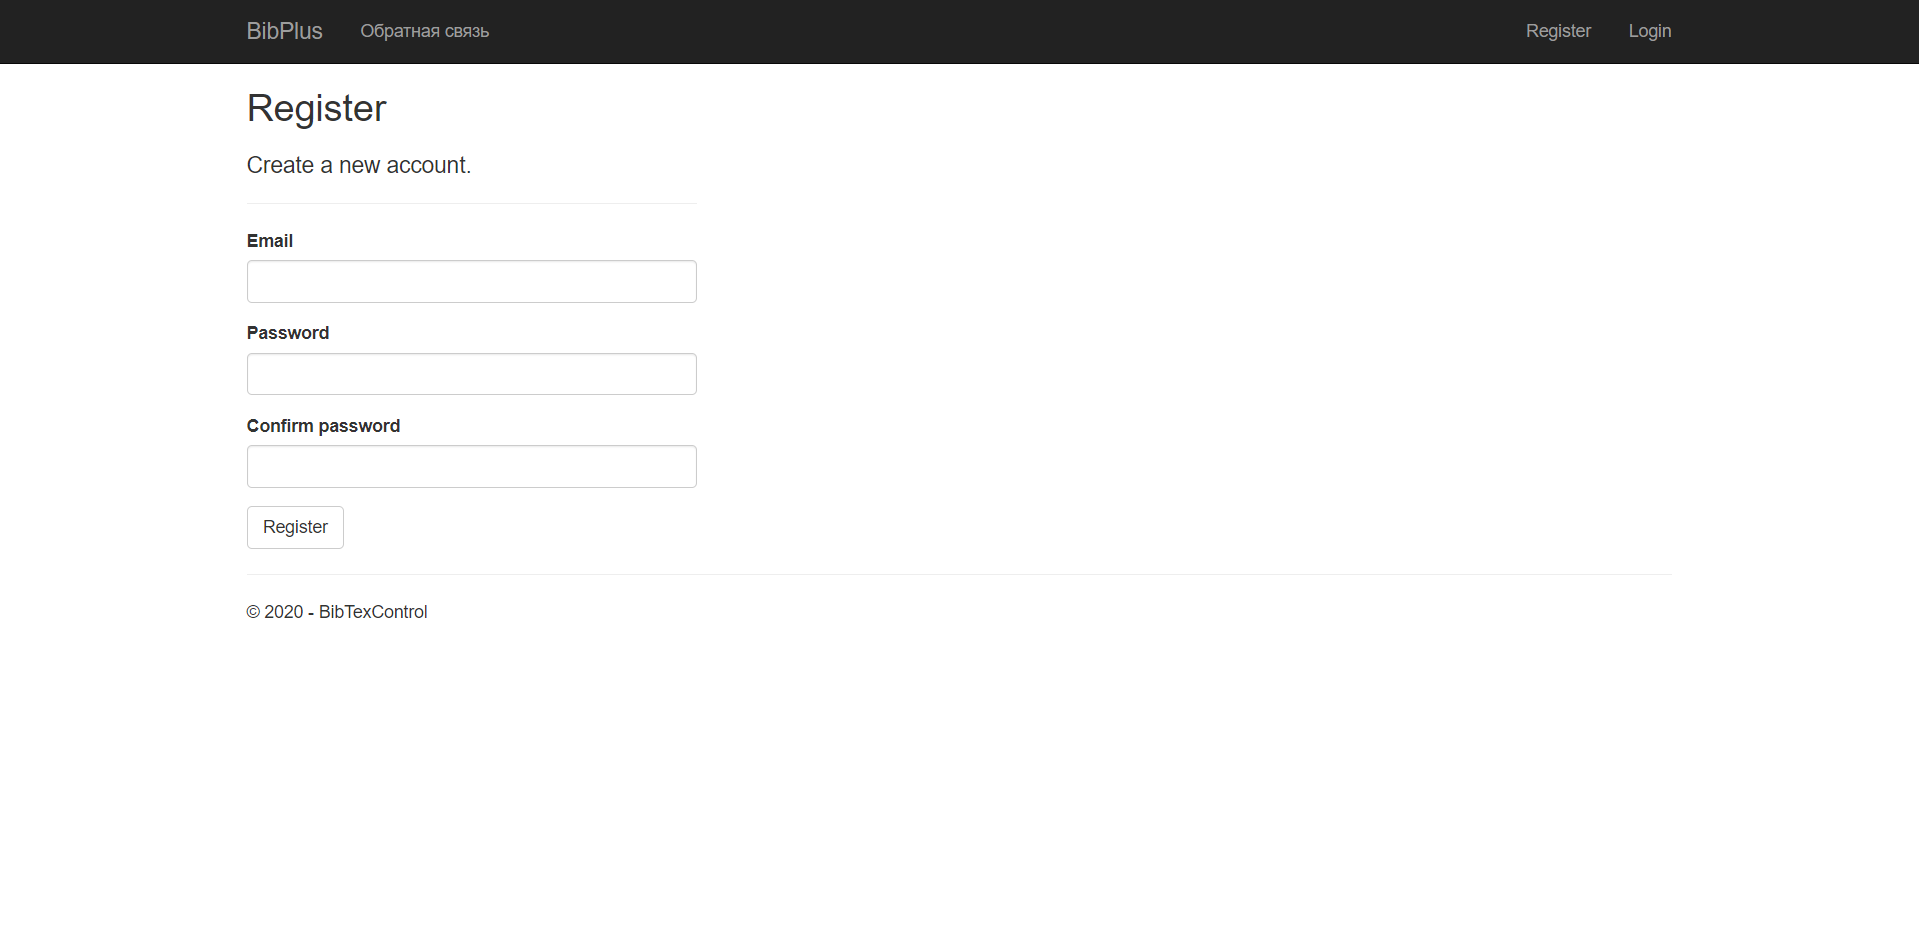 BibPlus Обратная связь Register Login
Register
Create a new account.
Email
Password
Confirm password
Register
© 2020 - BibTexControl